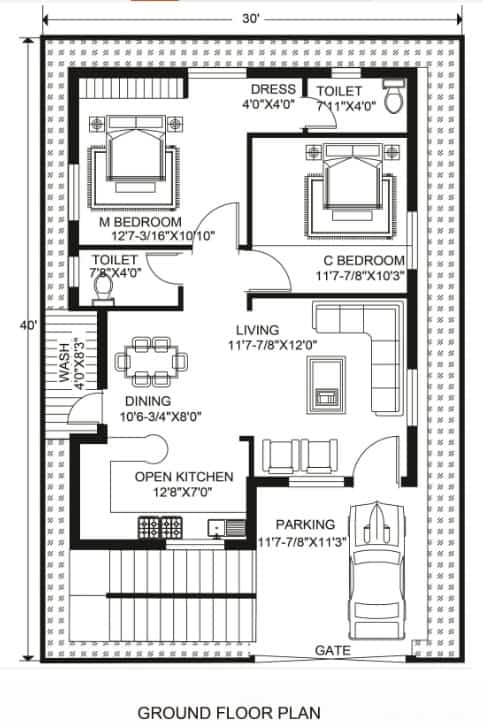 30'
DRESS
4'0"X4'0"
TOILET
7'11"X4'0"
M BEDROOM
12'7-3/16"X10'10"
C BEDROOM
11'7-7/8"X10'3"
TOILET
7'8"X4'0"
40'
LIVING
11'7-7/8"X12'0"
WASH
4'0"X8'3"
DINING
10'6-3/4"X8'0"
OPEN KITCHEN
12'8"X7'0"
PARKING
11'7-7/8"X11'3"
GATE
GROUND FLOOR PLAN